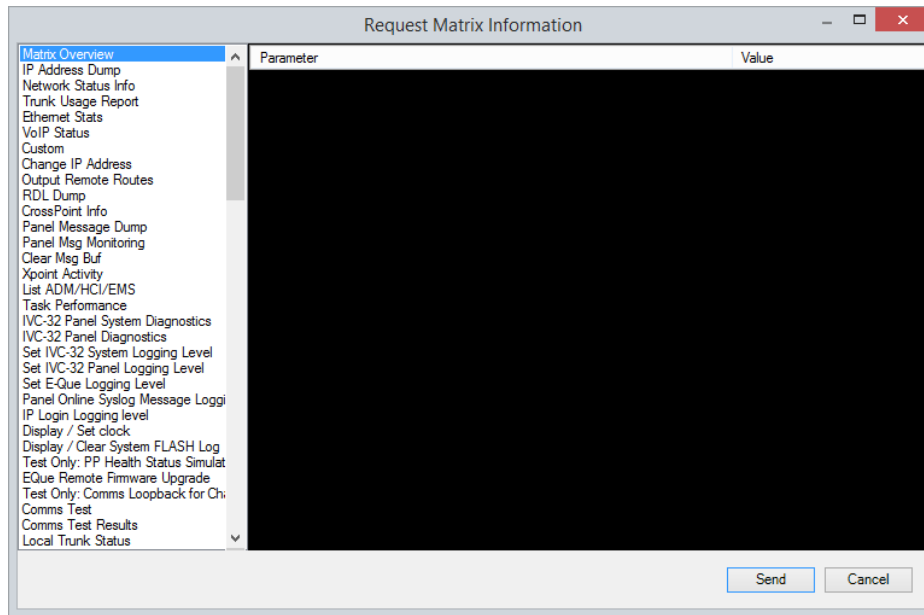 Request Matrix Information
Matrix Overview
IP Address Dump
Network Status Info
Trunk Usage Report
Ethernet Stats
VoIP Status
Custom
Change IP Address
Output Remote Routes
RDL Dump
CrossPoint Info
Panel Message Dump
Panel Msg Monitoring
Clear Msg Buf
Xpoint Activity
List ADM/HCI/EMS
Task Performance
IVC-32 Panel System Diagnostics
IVC-32 Panel Diagnostics
Set IVC-32 System Logging Level
Set IVC-32 Panel Logging Level
Set E-Que Logging Level
Panel Online Syslog Message Loggi
IP Login Logging level
Display / Set clock
Display / Clear System FLASH Log
Test Only: PP Health Status Simulat
EQue Remote Firmware Upgrade
Test Only: Comms Loopback for Cha
Comms Test
Comms Test Results
Local Trunk Status
Parameter Value
Send Cancel